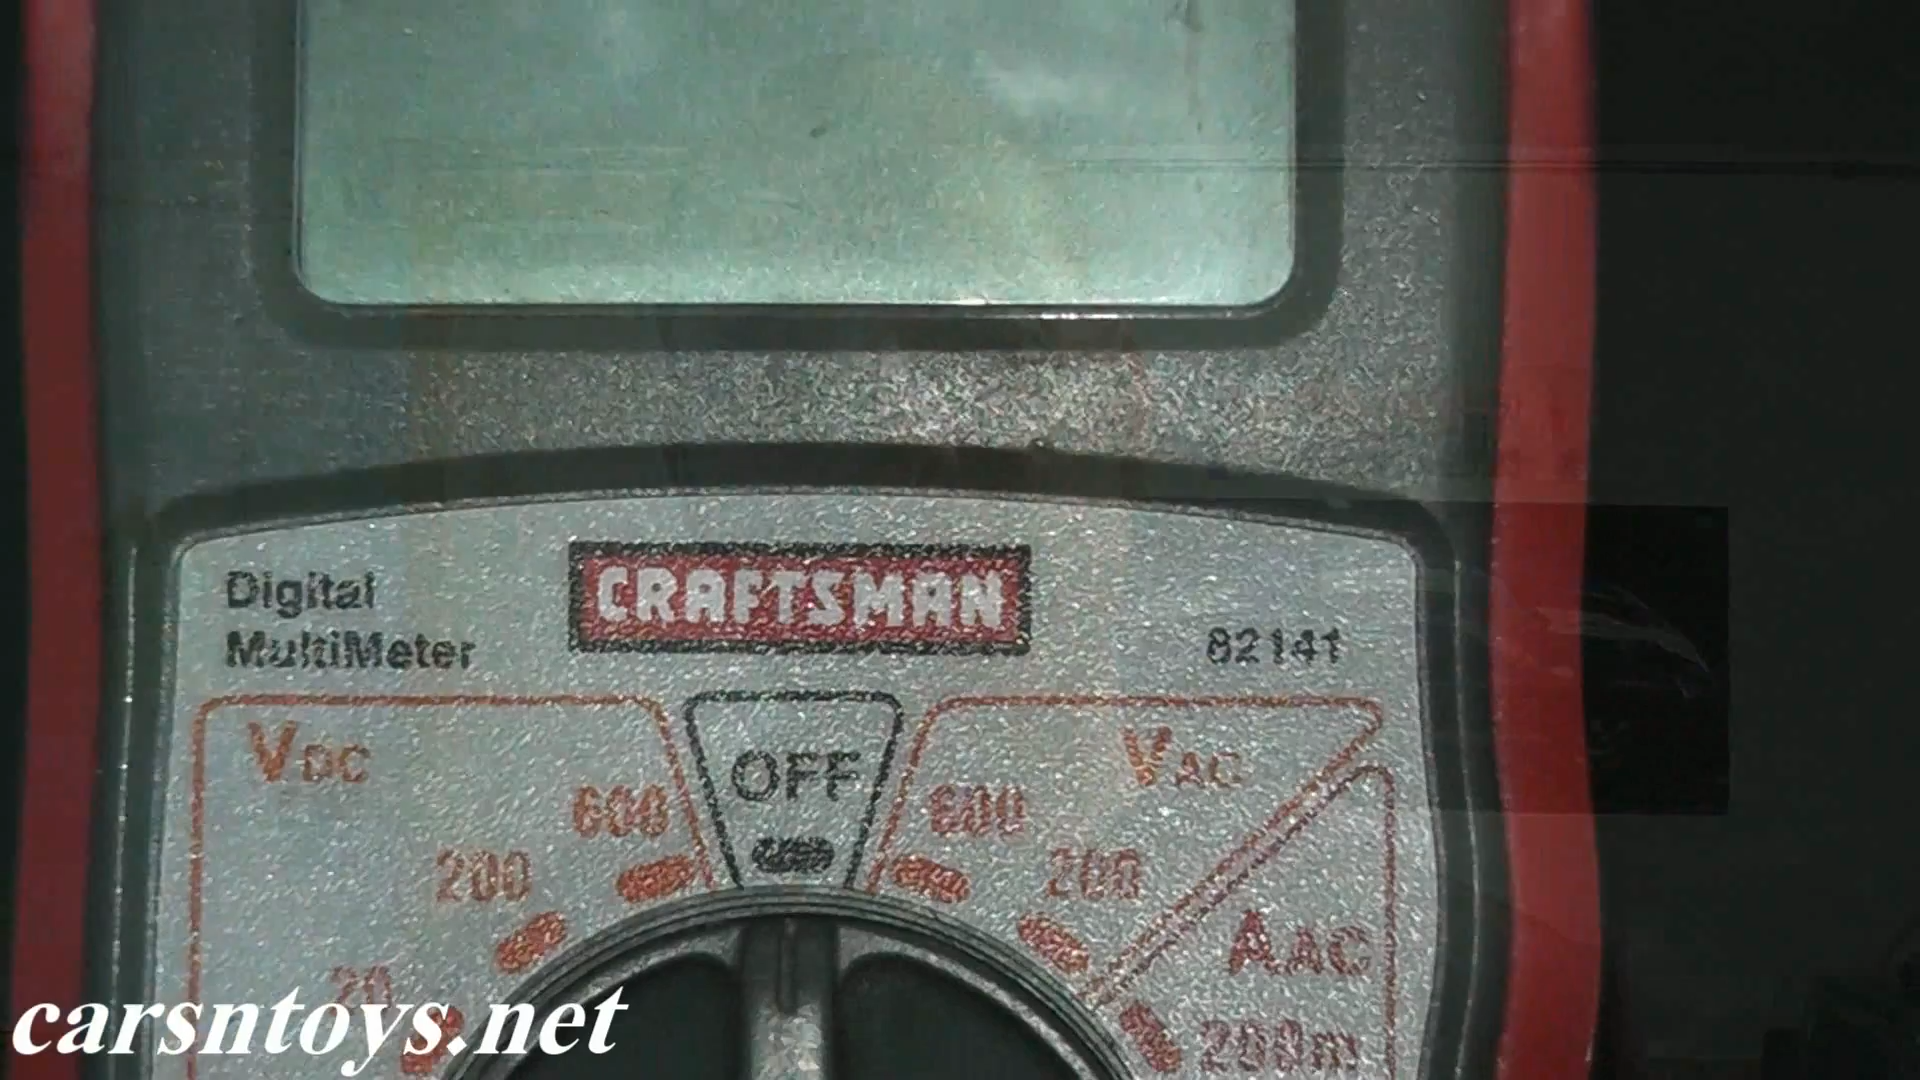 CRAFTSMAN
Digital
MultiMeter
82141
VDC
OFF
VAC
600
600
200
200
20
AAC
200m
carsntoys.net